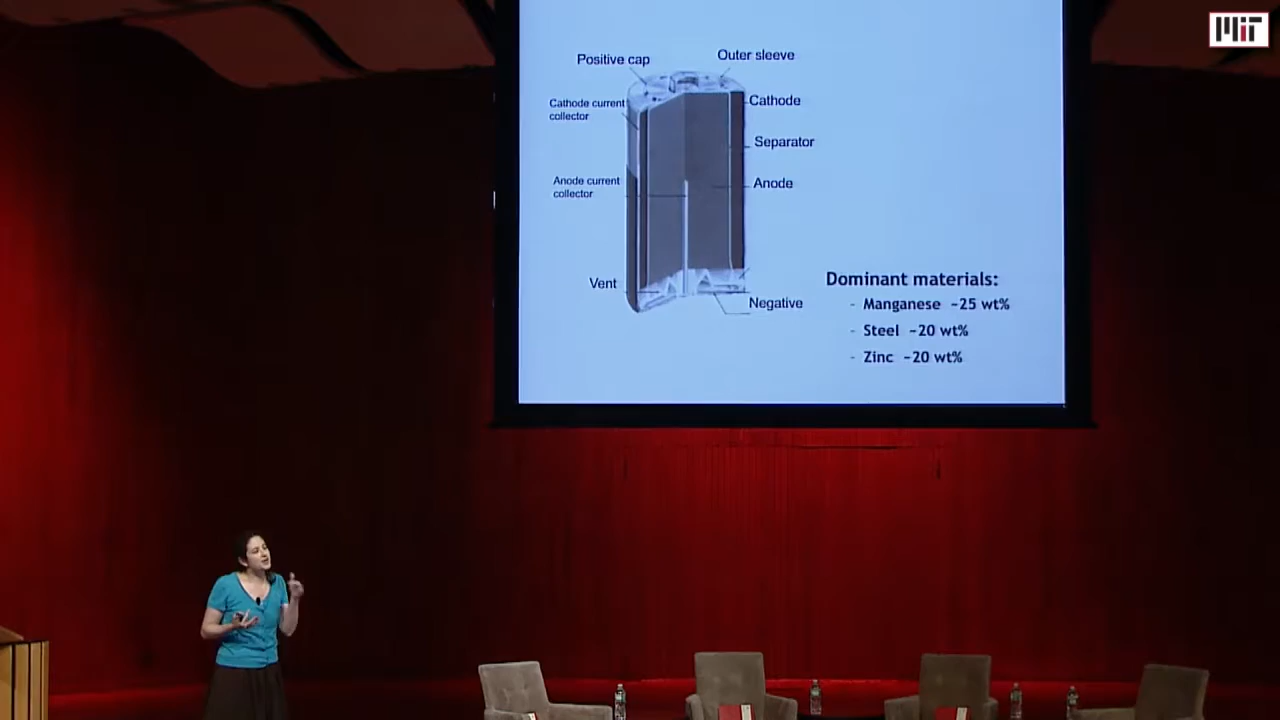 MIT
Positive cap
Outer sleeve
Cathode current
collector
Cathode
Separator
Anode current
collector
Anode
Vent
Negative
Dominant materials:
- Manganese ~25 wt%
- Steel ~20 wt%
- Zinc ~20 wt%